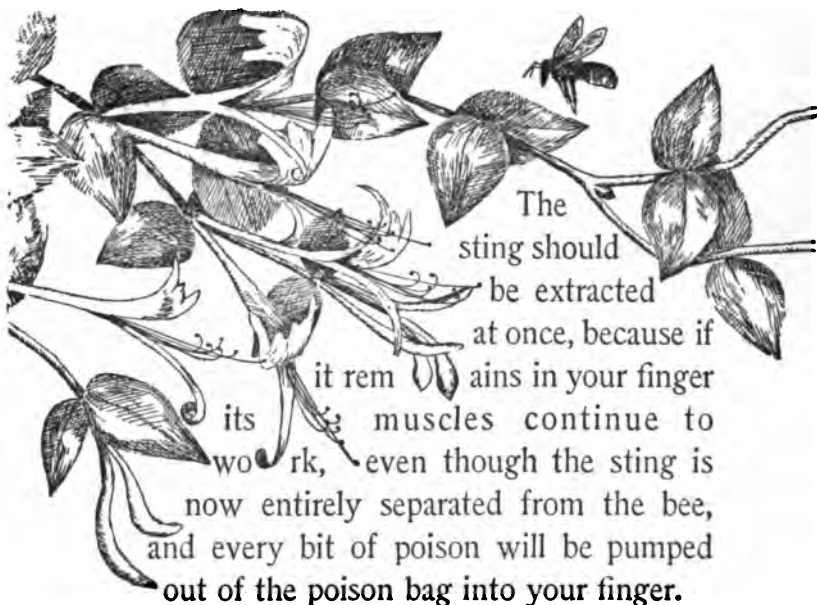 The
sting should
be extracted
at once, because if
it rem ains in your finger
its muscles continue to
wo rk, even though the sting is
now entirely separated from the bee,
and every bit of poison will be pumped
out of the poison bag into your finger.